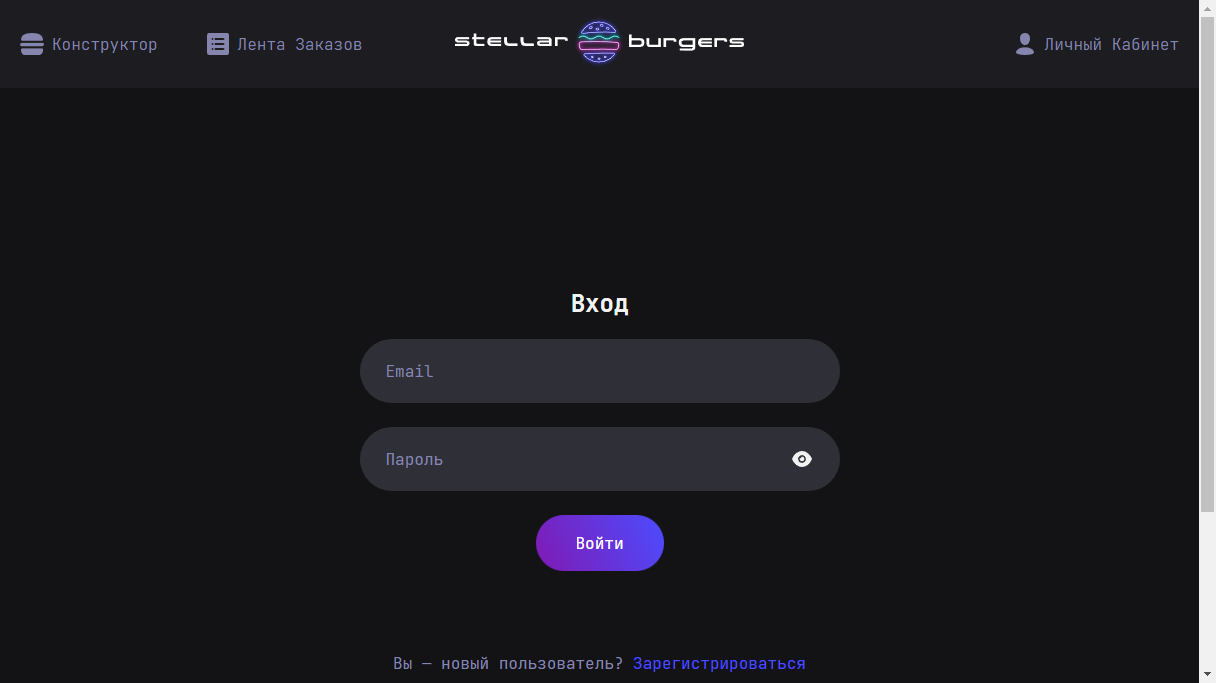 Конструктор
Лента Заказов
stellar burgers
Личный Кабинет
Вход
Email
Пароль
Войти
Вы — новый пользователь? Зарегистрироваться